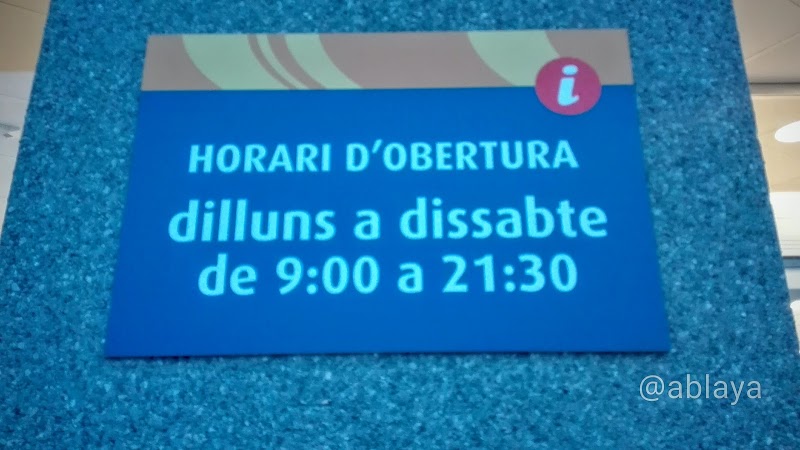 i
HORARI D'OBERTURA
dilluns a dissabte
de 9:00 a 21:30
@ablaya